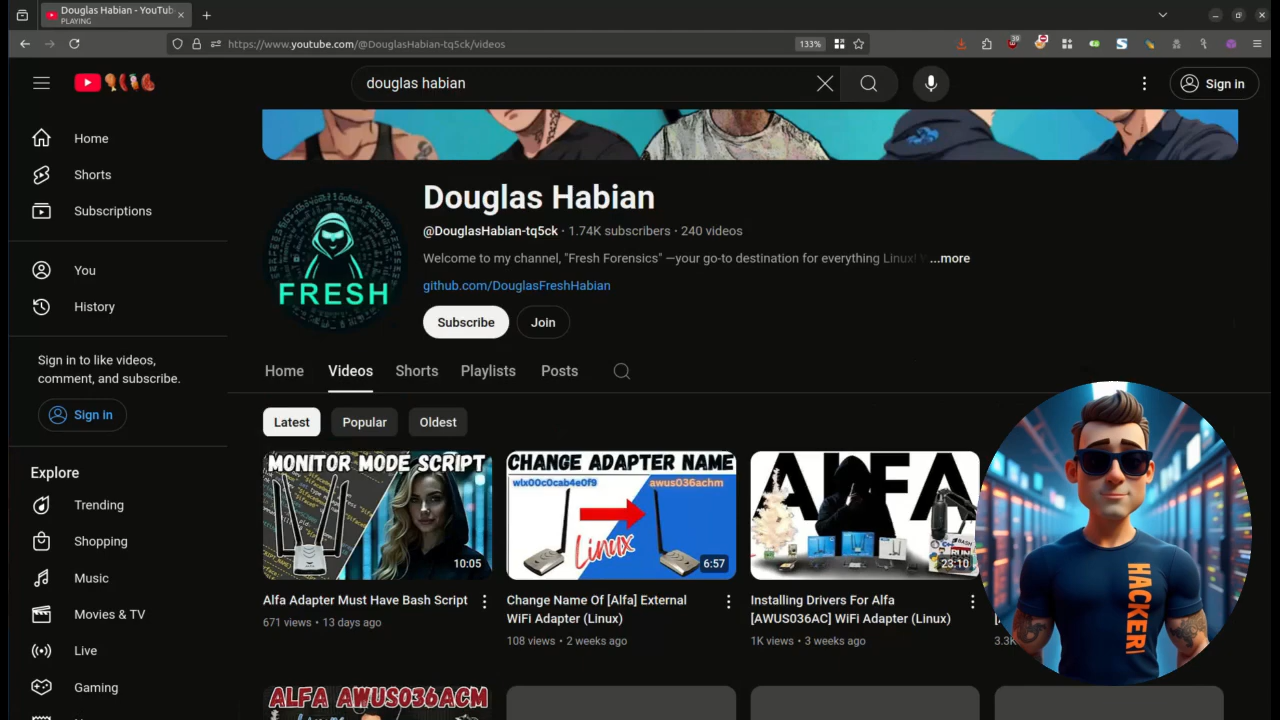 Douglas Habian - YouTub
PLAYING
https://www.youtube.com/@DouglasHabian-tq5ck/videos
133%
39
douglas habian
Sign in
Home
Shorts
Subscriptions
You
History
Sign in to like videos,
comment, and subscribe.
Sign in
Explore
Trending
Shopping
Music
Movies & TV
Live
Gaming
FRESH
Douglas Habian
@DouglasHabian-tq5ck · 1.74K subscribers · 240 videos
Welcome to my channel, "Fresh Forensics" —your go-to destination for everything Linux! ...more
github.com/DouglasFreshHabian
Subscribe
Join
Home
Videos
Shorts
Playlists
Posts
Latest
Popular
Oldest
MONITOR MODE SCRIPT
10:05
Alfa Adapter Must Have Bash Script
671 views • 13 days ago
CHANGE ADAPTER NAME
wlx00c0cab4e0f9
awus036achm
Linux
6:57
Change Name Of [Alfa] External
WiFi Adapter (Linux)
108 views • 2 weeks ago
ALFA
23:10
Installing Drivers For Alfa
[AWUS036AC] WiFi Adapter (Linux)
1K views • 3 weeks ago
HACKER
ALFA AWUS036ACM